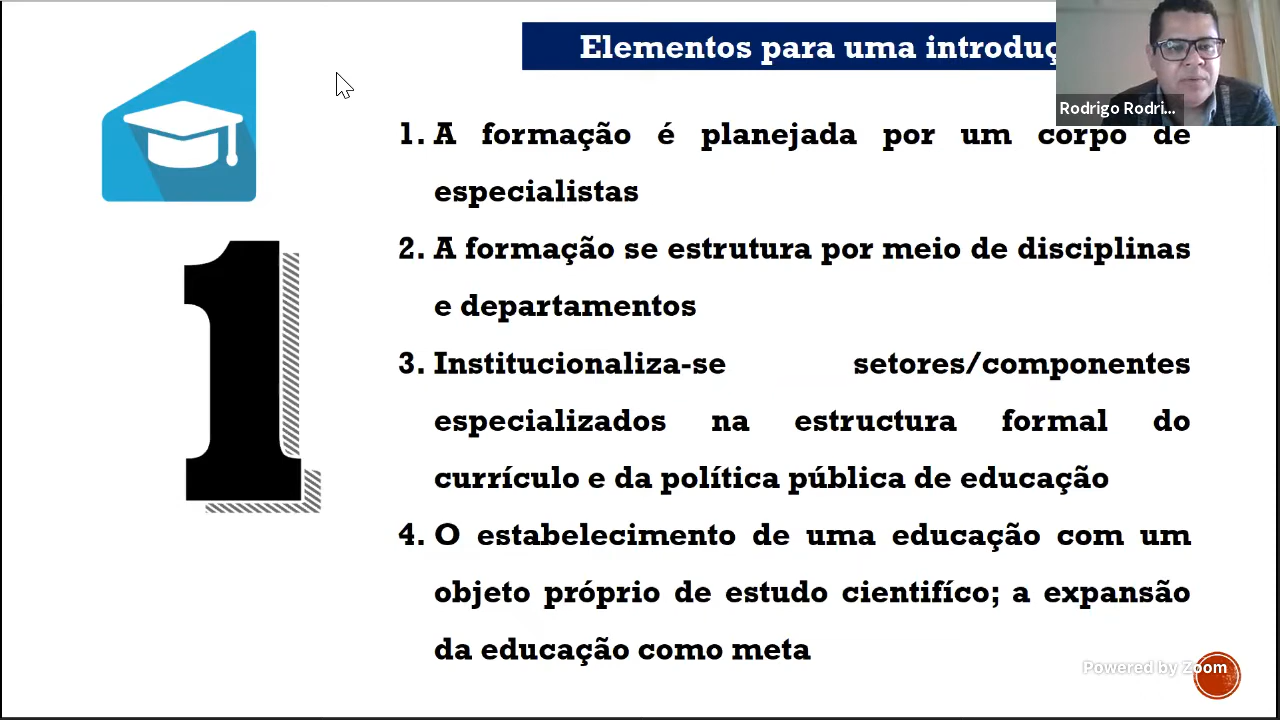 Elementos para uma introduç
Rodrigo Rodri...
1. A formação é planejada por um corpo de
especialistas
2. A formação se estrutura por meio de disciplinas
e departamentos
3. Institucionaliza-se setores/componentes
especializados na estructura formal do
currículo e da política pública de educação
4. O estabelecimento de uma educação com um
objeto próprio de estudo cientifíco; a expansão
da educação como meta
1
Powered by Zoom